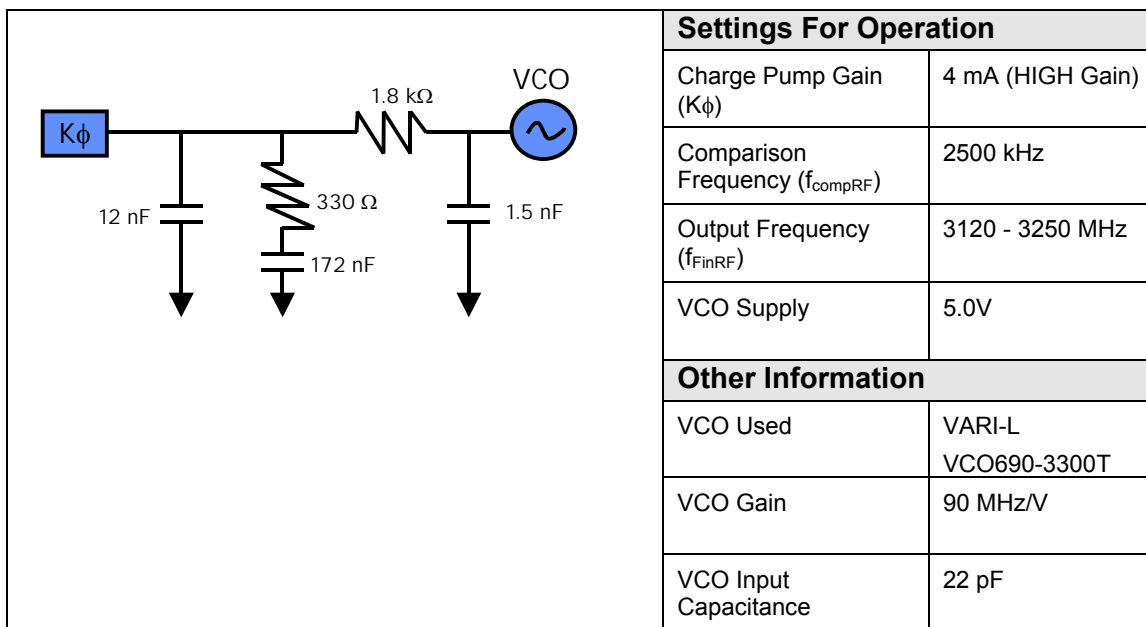 VCO
1.8 kΩ
Kϕ
330 Ω
12 nF
1.5 nF
172 nF
Settings For Operation
Charge Pump Gain (Kϕ)
4 mA (HIGH Gain)
Comparison Frequency (fcompRF)
2500 kHz
Output Frequency (fFinRF)
3120 - 3250 MHz
VCO Supply
5.0V
Other Information
VCO Used
VARI-L
VCO690-3300T
VCO Gain
90 MHz/V
VCO Input Capacitance
22 pF